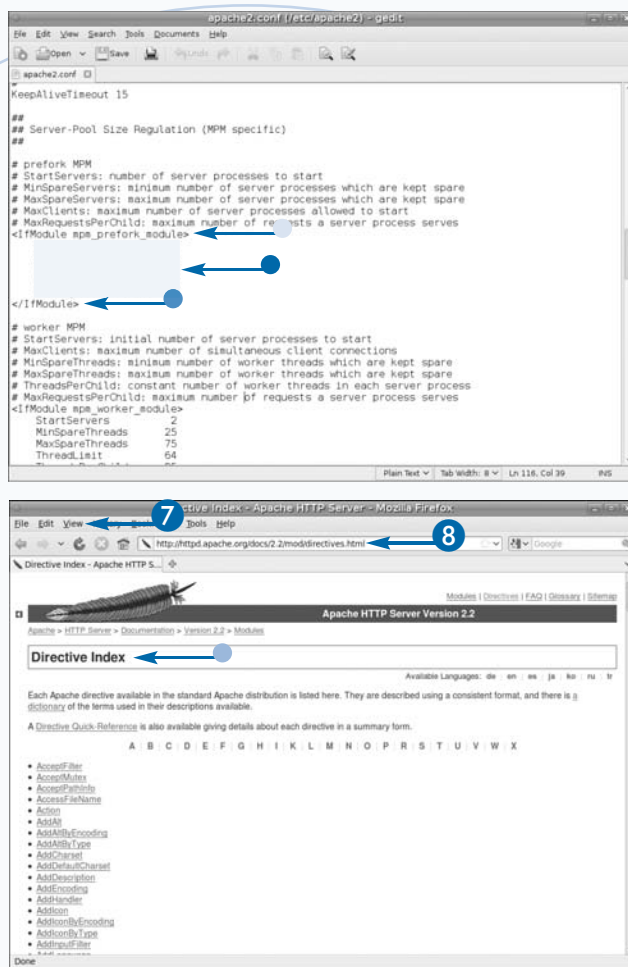 apache2.conf (/etc/apache2) - gedit
File Edit View Search Tools Documents Help
Open Save Undo
apache2.conf
#
KeepAliveTimeout 15
##
## Server-Pool Size Regulation (MPM specific)
##
# prefork MPM
# StartServers: number of server processes to start
# MinSpareServers: minimum number of server processes which are kept spare
# MaxSpareServers: maximum number of server processes which are kept spare
# MaxClients: maximum number of server processes allowed to start
# MaxRequestsPerChild: maximum number of requests a server process serves
<IfModule mpm_prefork_module>
</IfModule>
# worker MPM
# StartServers: initial number of server processes to start
# MaxClients: maximum number of simultaneous client connections
# MinSpareThreads: minimum number of worker threads which are kept spare
# MaxSpareThreads: maximum number of worker threads which are kept spare
# ThreadsPerChild: constant number of worker threads in each server process
# MaxRequestsPerChild: maximum number of requests a server process serves
<IfModule mpm_worker_module>
StartServers 2
MinSpareThreads 25
MaxSpareThreads 75
ThreadLimit 64
Plain Text Tab Width: 8 Ln 116, Col 39 INS
Directive Index - Apache HTTP Server - Mozilla Firefox
File Edit View Tools Help
7
http://httpd.apache.org/docs/2.2/mod/directives.html
8
Google
Directive Index - Apache HTTP S...
Modules | Directives | FAQ | Glossary | Sitemap
Apache HTTP Server Version 2.2
Apache > HTTP Server > Documentation > Version 2.2 > Modules
Directive Index
Available Languages: de | en | es | ja | ko | ru | tr
Each Apache directive available in the standard Apache distribution is listed here. They are described using a consistent format, and there is a
dictionary of the terms used in their descriptions available.
A Directive Quick-Reference is also available giving details about each directive in a summary form.
A | B | C | D | E | F | G | H | I | K | L | M | N | O | P | R | S | T | U | V | W | X
• AcceptFilter
• AcceptMutex
• AcceptPathInfo
• AccessFileName
• Action
• AddAlt
• AddAltByEncoding
• AddAltByType
• AddCharset
• AddDefaultCharset
• AddDescription
• AddEncoding
• AddHandler
• AddIcon
• AddIconByEncoding
• AddIconByType
• AddInputFilter
Done